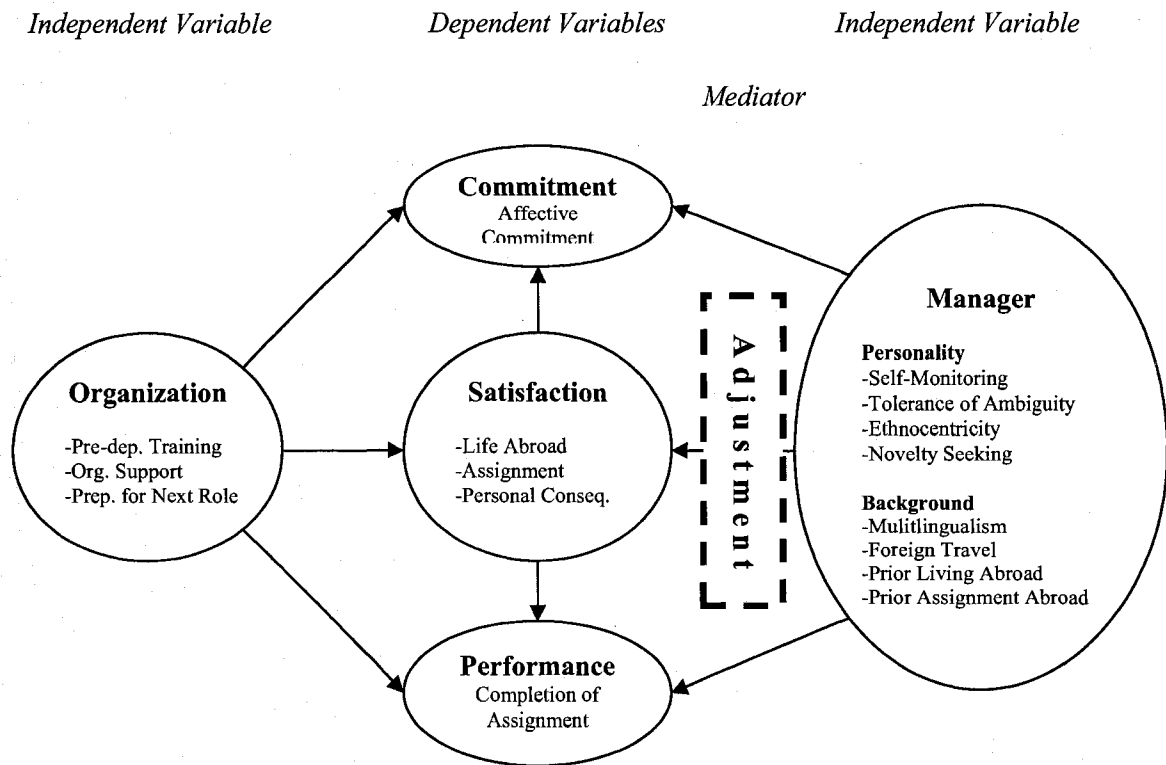 Independent Variable
Dependent Variables
Independent Variable
Mediator
Commitment
Affective
Commitment
Organization
-Pre-dep. Training
-Org. Support
-Prep. for Next Role
Satisfaction
-Life Abroad
-Assignment
-Personal Conseq.
Adjustment
Manager
Personality
-Self-Monitoring
-Tolerance of Ambiguity
-Ethnocentricity
-Novelty Seeking
Background
-Mulitlingualism
-Foreign Travel
-Prior Living Abroad
-Prior Assignment Abroad
Performance
Completion of
Assignment